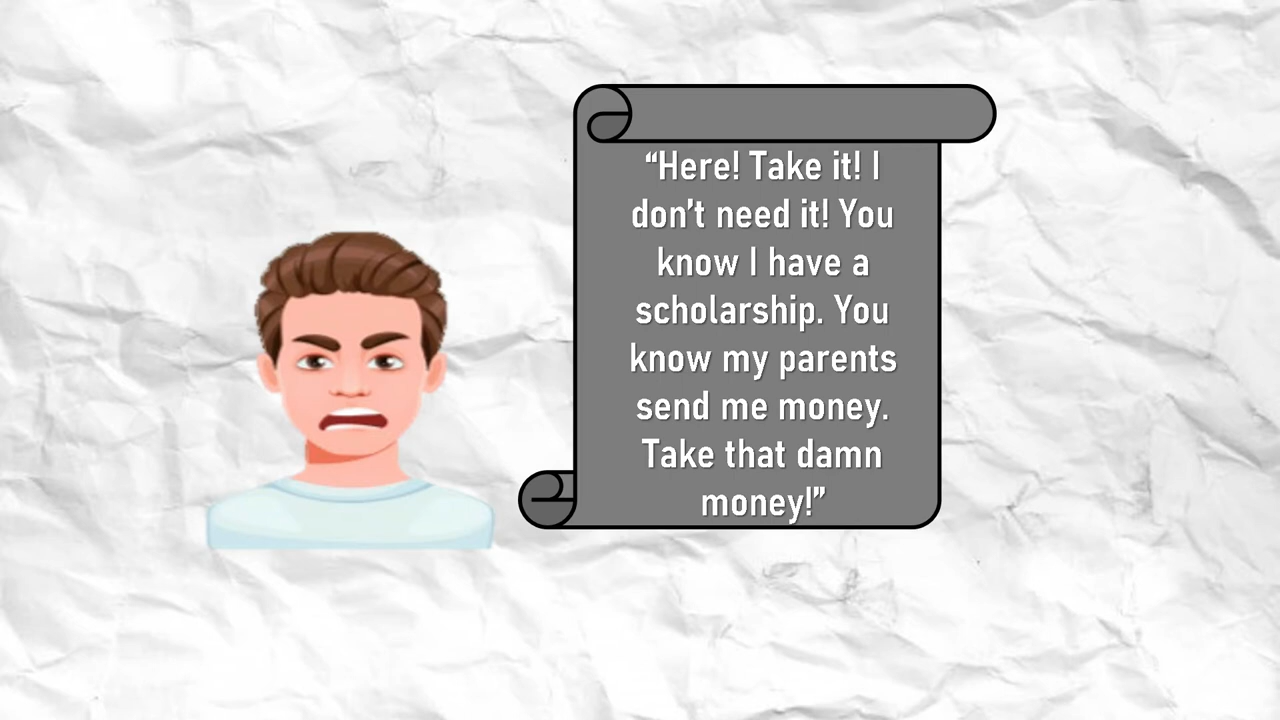 “Here! Take it! I
don’t need it! You
know I have a
scholarship. You
know my parents
send me money.
Take that damn
money!”